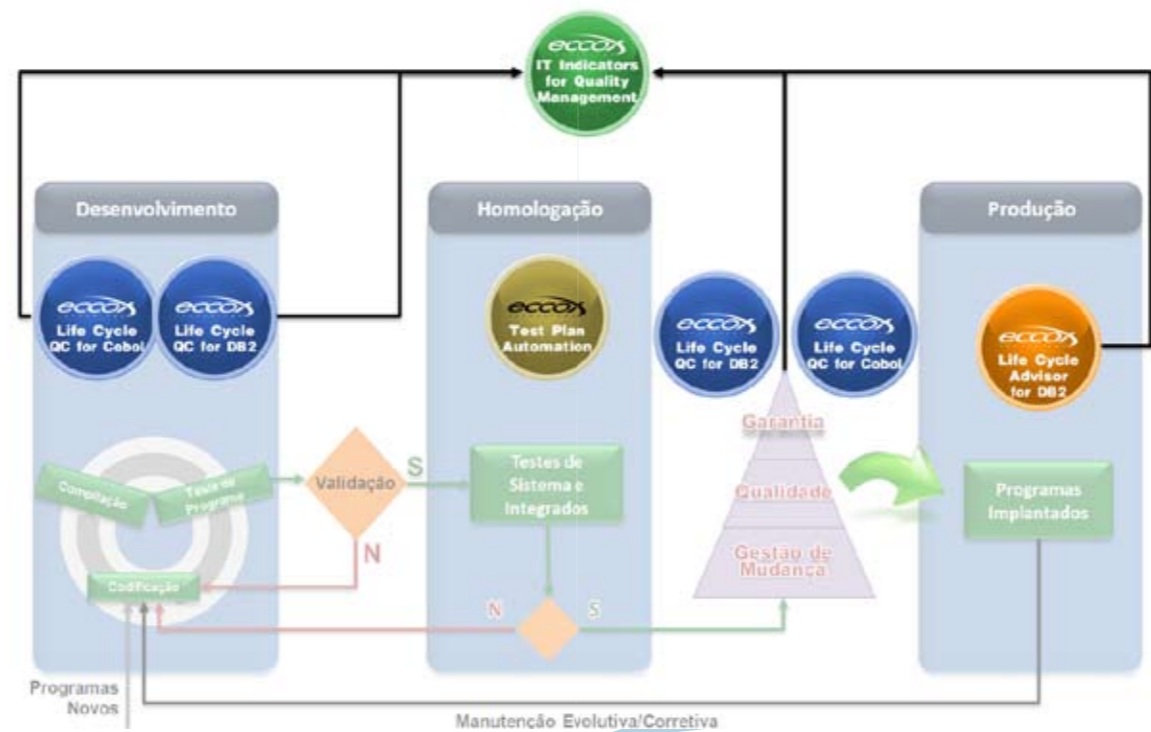 eccox
IT Indicators
for Quality
Management
Desenvolvimento
Homologação
Produção
eccox
Life Cycle
QC for Cobol
eccox
Life Cycle
QC for DB2
eccox
Test Plan
Automation
eccox
Life Cycle
QC for DB2
eccox
Life Cycle
QC for Cobol
eccox
Life Cycle
Advisor
for DB2
Compilação
Teste de
Programa
Codificação
Validação
S
N
Testes de
Sistema e
Integrados
N
S
Garantia
Qualidade
Gestão de
Mudança
Programas
Implantados
Programas
Novos
Manutenção Evolutiva/Corretiva